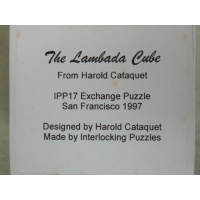 The Lambada Cube
From Harold Cataquet
IPP17 Exchange Puzzle
San Francisco 1997
Designed by Harold Cataquet
Made by Interlocking Puzzles